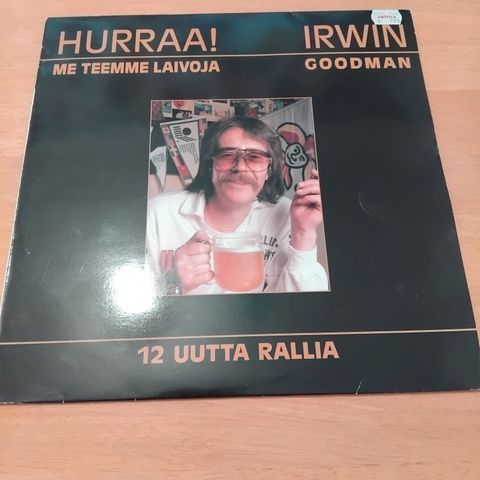 HURRAA!
IRWIN
ME TEEMME LAIVOJA
GOODMAN
12 UUTTA RALLIA